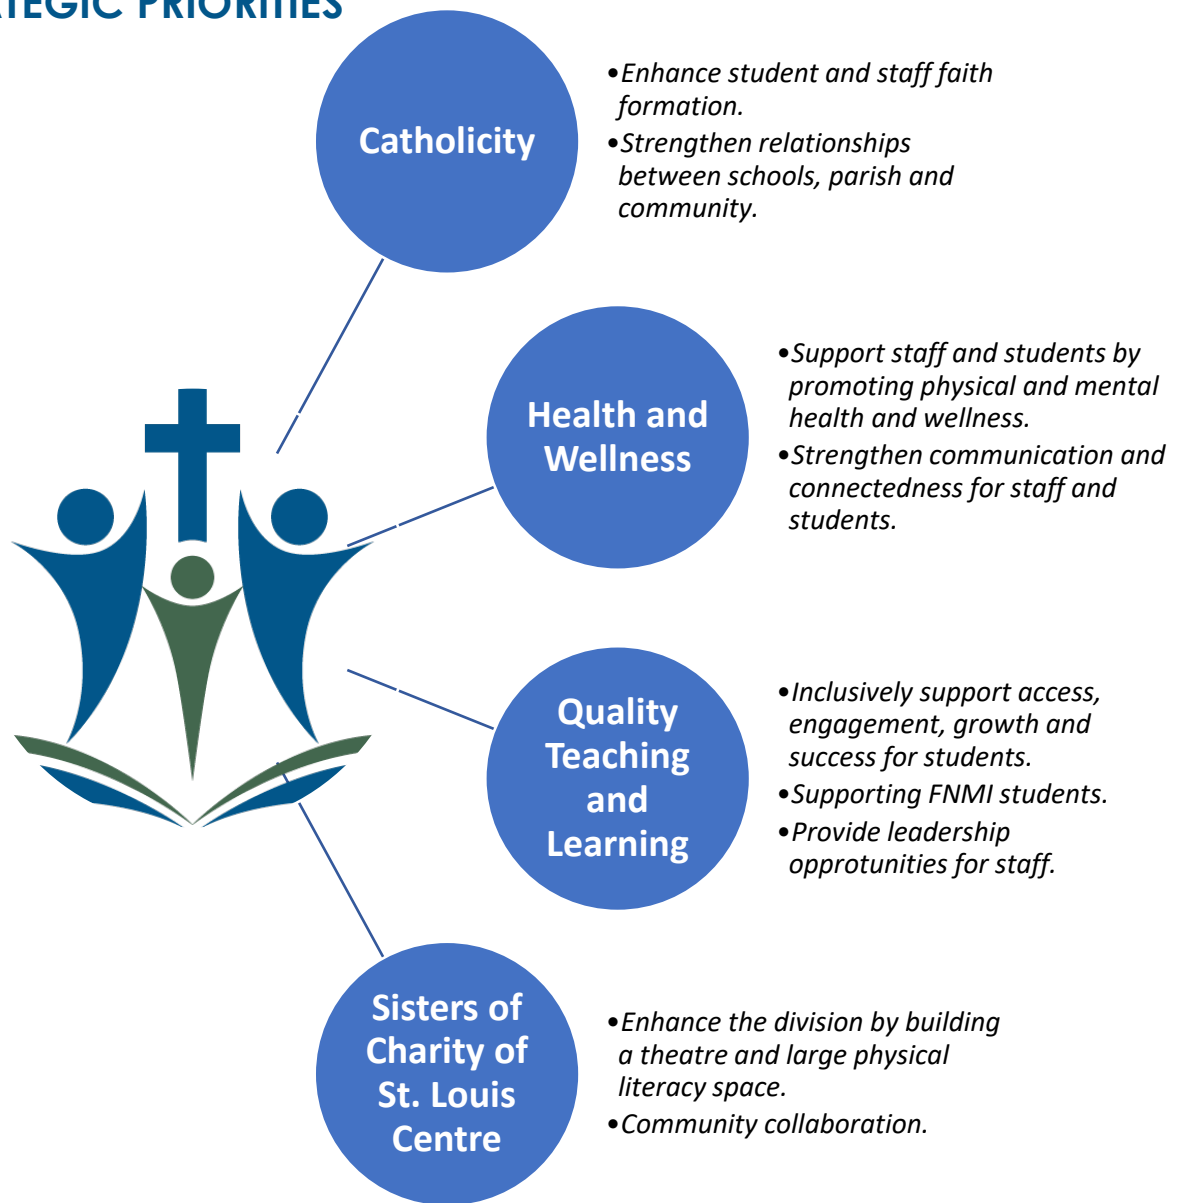 ATEGIC PRIORITIES
Catholicity
•Enhance student and staff faith
formation.
•Strengthen relationships
between schools, parish and
community.
Health and
Wellness
•Support staff and students by
promoting physical and mental
health and wellness.
•Strengthen communication and
connectedness for staff and
students.
Quality
Teaching
and
Learning
•Inclusively support access,
engagement, growth and
success for students.
•Supporting FNMI students.
•Provide leadership
opprotunities for staff.
Sisters of
Charity of
St. Louis
Centre
•Enhance the division by building
a theatre and large physical
literacy space.
•Community collaboration.